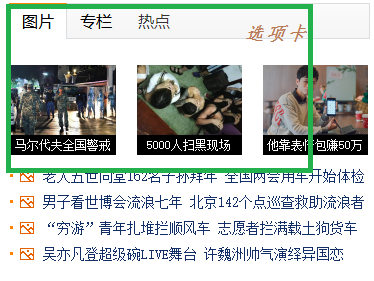 图片 专栏 热点
选项卡
马尔代夫全国警戒 5000人扫黑现场 他靠表情包赚50万
老人五世同堂162名子孙拜年 全国两会用车开始体检
男子看世博会流浪七年 北京142个点巡查救助流浪者
“穷游”青年扎堆拦顺风车 志愿者拦满载土狗货车
吴亦凡登超级碗LIVE舞台 许魏洲帅气演绎异国恋